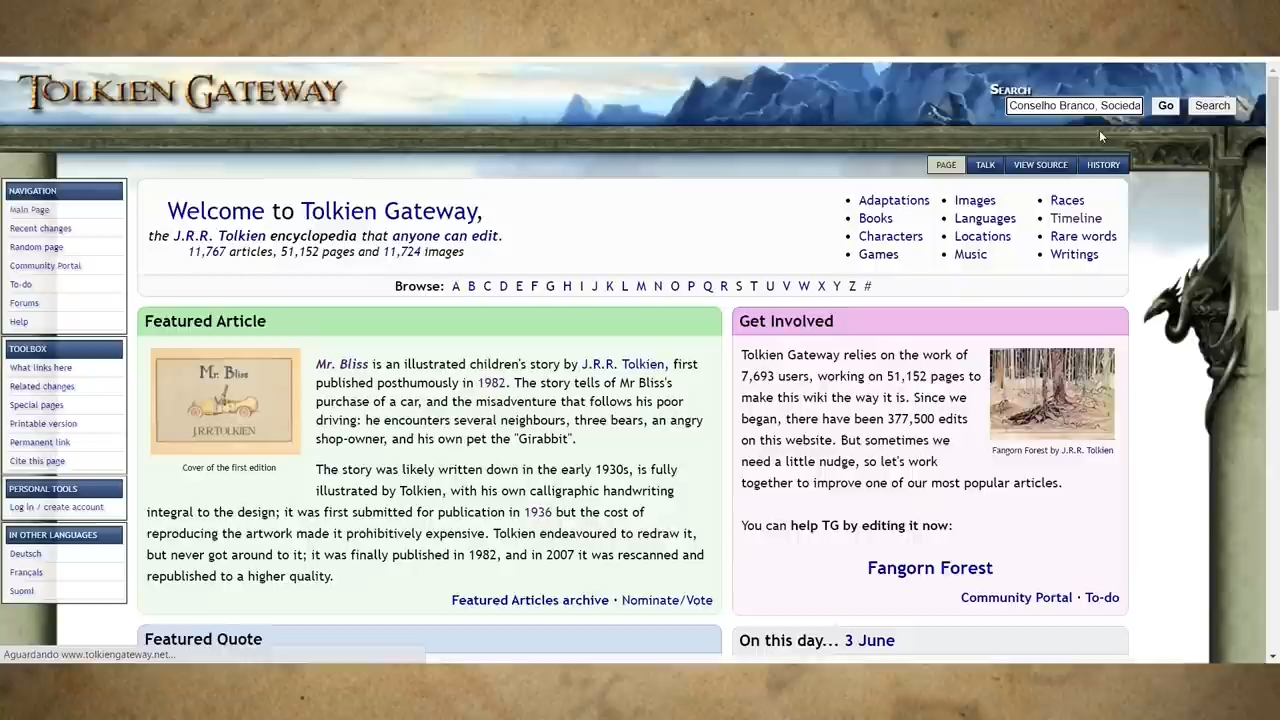 TOLKIEN GATEWAY
SEARCH
Conselho Branco, Socieda
Go
Search
PAGE
TALK
VIEW SOURCE
HISTORY
NAVIGATION
Main Page
Recent changes
Random page
Community Portal
To-do
Forums
Help
TOOLBOX
What links here
Related changes
Special pages
Printable version
Permanent link
Cite this page
PERSONAL TOOLS
Log in / create account
IN OTHER LANGUAGES
Deutsch
Français
Suomi
Welcome to Tolkien Gateway,
the J.R.R. Tolkien encyclopedia that anyone can edit.
11,767 articles, 51,152 pages and 11,724 images
• Adaptations
• Books
• Characters
• Games
• Images
• Languages
• Locations
• Music
• Races
• Timeline
• Rare words
• Writings
Browse: A B C D E F G H I J K L M N O P Q R S T U V W X Y Z #
Featured Article
Mr. Bliss
J.R.R.TOLKIEN
Cover of the first edition
Mr. Bliss is an illustrated children's story by J.R.R. Tolkien, first
published posthumously in 1982. The story tells of Mr Bliss's
purchase of a car, and the misadventure that follows his poor
driving: he encounters several neighbours, three bears, an angry
shop-owner, and his own pet the "Girabbit".
The story was likely written down in the early 1930s, is fully
illustrated by Tolkien, with his own calligraphic handwriting
integral to the design; it was first submitted for publication in 1936 but the cost of
reproducing the artwork made it prohibitively expensive. Tolkien endeavoured to redraw it,
but never got around to it; it was finally published in 1982, and in 2007 it was rescanned and
republished to a higher quality.
Featured Articles archive · Nominate/Vote
Get Involved
Tolkien Gateway relies on the work of
7,693 users, working on 51,152 pages to
make this wiki the way it is. Since we
began, there have been 377,500 edits
on this website. But sometimes we
need a little nudge, so let's work
together to improve one of our most popular articles.
Fangorn Forest by J.R.R. Tolkien
You can help TG by editing it now:
Fangorn Forest
Community Portal · To-do
Featured Quote
On this day... 3 June
Aguardando www.tolkiengateway.net...